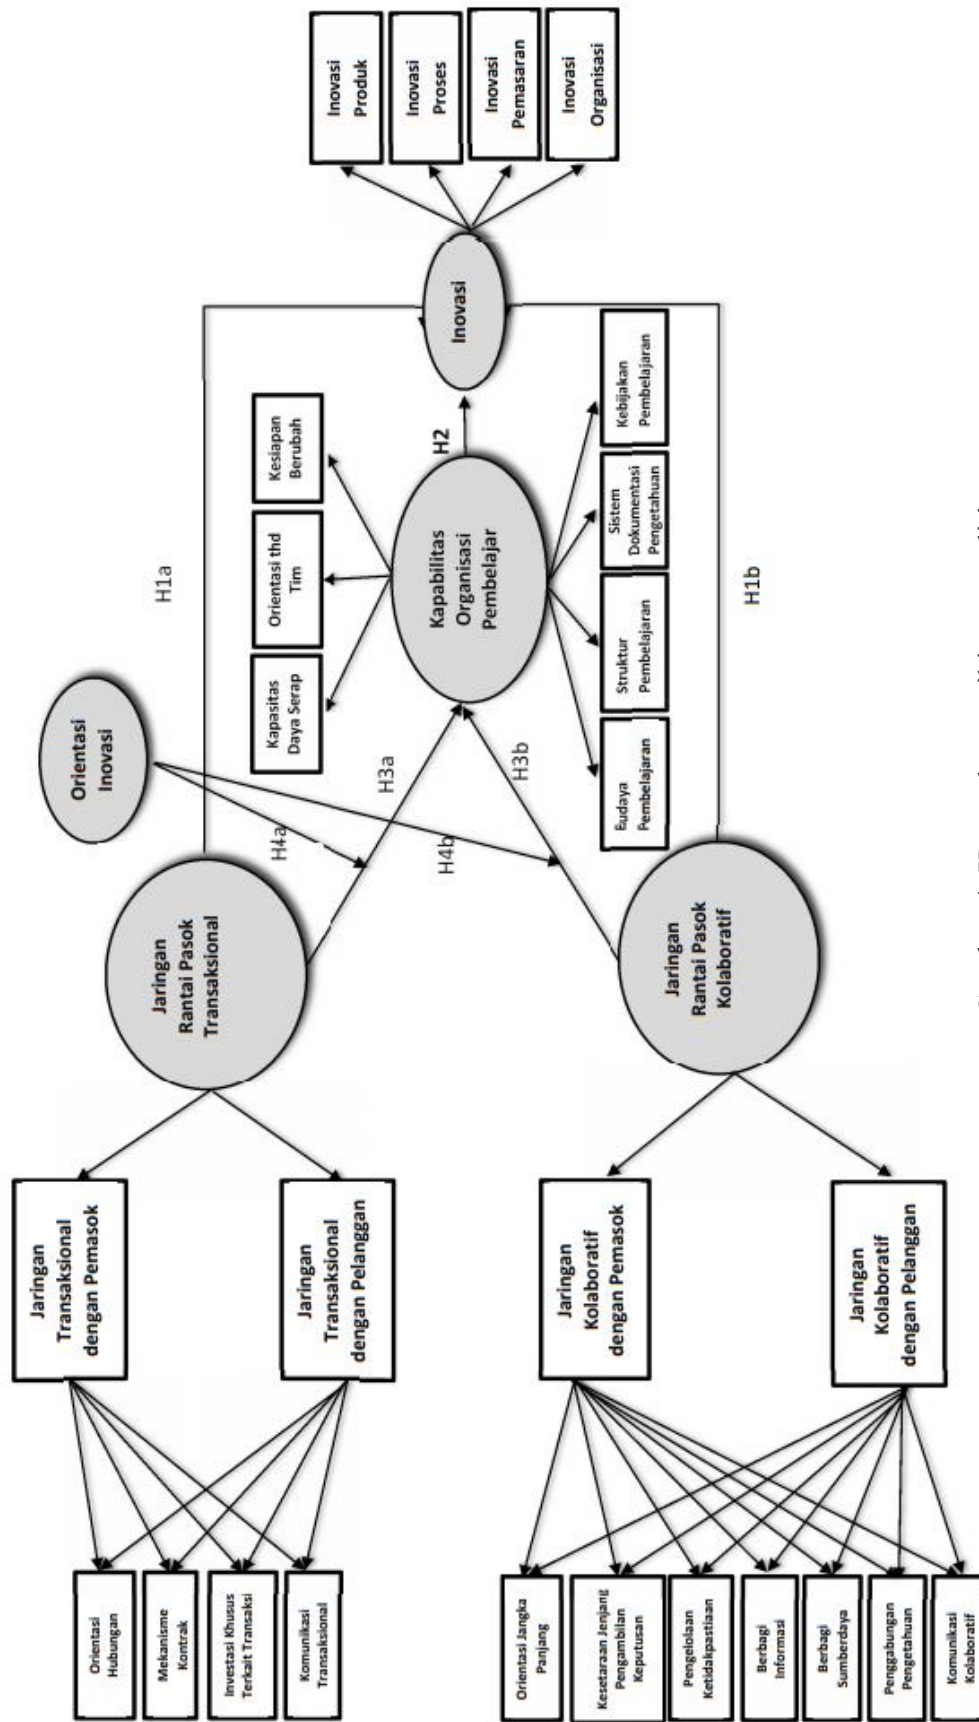 Orientasi
Hubungan
Mekanisme
Kontrak
Investasi Khusus
Terkait Transaksi
Komunikasi
Transaksional
Orientasi Jangka
Panjang
Kesetaraan Jenjang
Pengambilan
Keputusan
Pengelolaan
Ketidakpastiaan
Berbagi
Informasi
Berbagi
Sumberdaya
Penggabungan
Pengetahuan
Komunikasi
Kolaboratif
Jaringan
Transaksional
dengan Pemasok
Jaringan
Transaksional
dengan Pelanggan
Jaringan
Kolaboratif
dengan Pemasok
Jaringan
Kolaboratif
dengan Pelanggan
Jaringan
Rantai Pasok
Transaksional
Jaringan
Rantai Pasok
Kolaboratif
Orientasi
Inovasi
H4a
H4b
H3a
H3b
H1a
H1b
Kapasitas
Daya Serap
Orientasi thd
Tim
Kesiapan
Berubah
Kapabilitas
Organisasi
Pembelajar
H2
Budaya
Pembelajaran
Struktur
Pembelajaran
Sistem
Dokumentasi
Pengetahuan
Kebijakan
Pembelajaran
Inovasi
Inovasi
Produk
Inovasi
Proses
Inovasi
Pemasaran
Inovasi
Organisasi